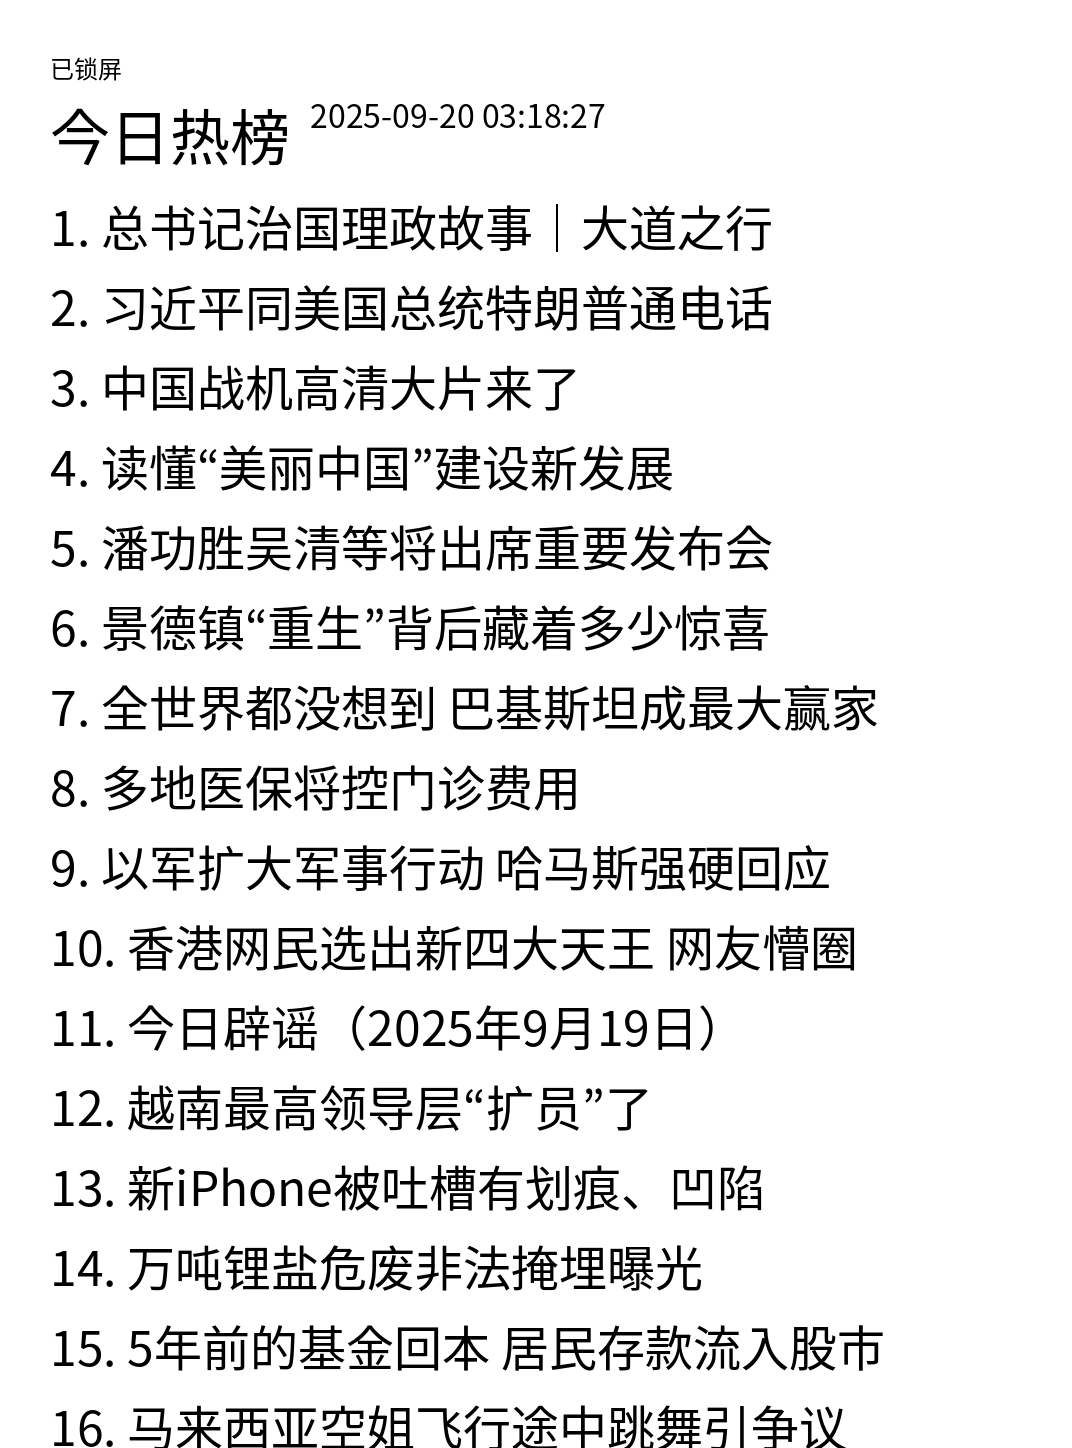 已锁屏
今日热榜 2025-09-20 03:18:27
1. 总书记治国理政故事｜大道之行
2. 习近平同美国总统特朗普通电话
3. 中国战机高清大片来了
4. 读懂“美丽中国”建设新发展
5. 潘功胜吴清等将出席重要发布会
6. 景德镇“重生”背后藏着多少惊喜
7. 全世界都没想到 巴基斯坦成最大赢家
8. 多地医保将控门诊费用
9. 以军扩大军事行动 哈马斯强硬回应
10. 香港网民选出新四大天王 网友懵圈
11. 今日辟谣（2025年9月19日）
12. 越南最高领导层“扩员”了
13. 新iPhone被吐槽有划痕、凹陷
14. 万吨锂盐危废非法掩埋曝光
15. 5年前的基金回本 居民存款流入股市
16. 马来西亚空姐飞行途中跳舞引争议